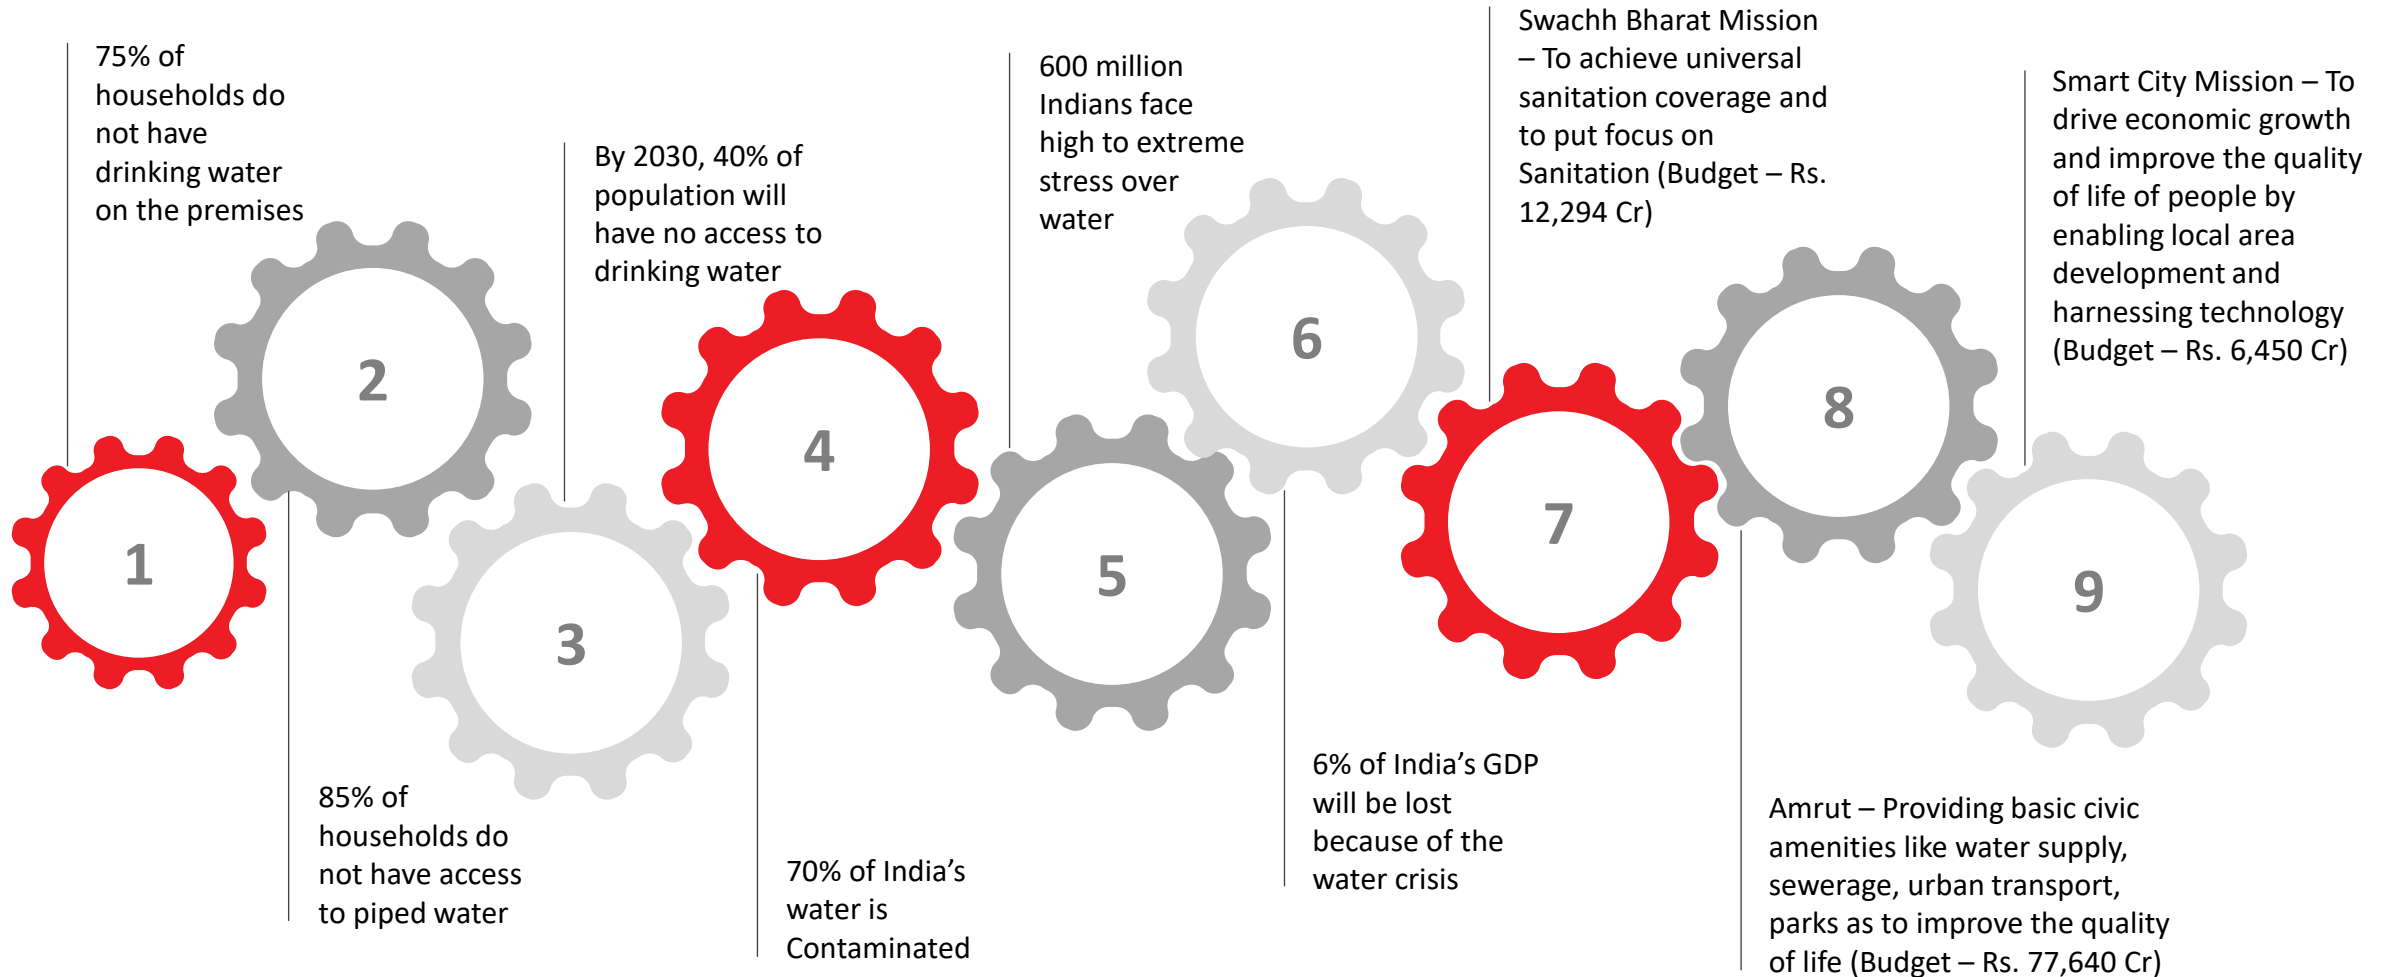 75% of
households do
not have
drinking water
on the premises
1
2
85% of
households do
not have access
to piped water
By 2030, 40% of
population will
have no access to
drinking water
3
4
70% of India’s
water is
Contaminated
600 million
Indians face
high to extreme
stress over
water
5
6
6% of India’s GDP
will be lost
because of the
water crisis
Swachh Bharat Mission
– To achieve universal
sanitation coverage and
to put focus on
Sanitation (Budget – Rs.
12,294 Cr)
7
8
Amrut – Providing basic civic
amenities like water supply,
sewerage, urban transport,
parks as to improve the quality
of life (Budget – Rs. 77,640 Cr)
Smart City Mission – To
drive economic growth
and improve the quality
of life of people by
enabling local area
development and
harnessing technology
(Budget – Rs. 6,450 Cr)
9